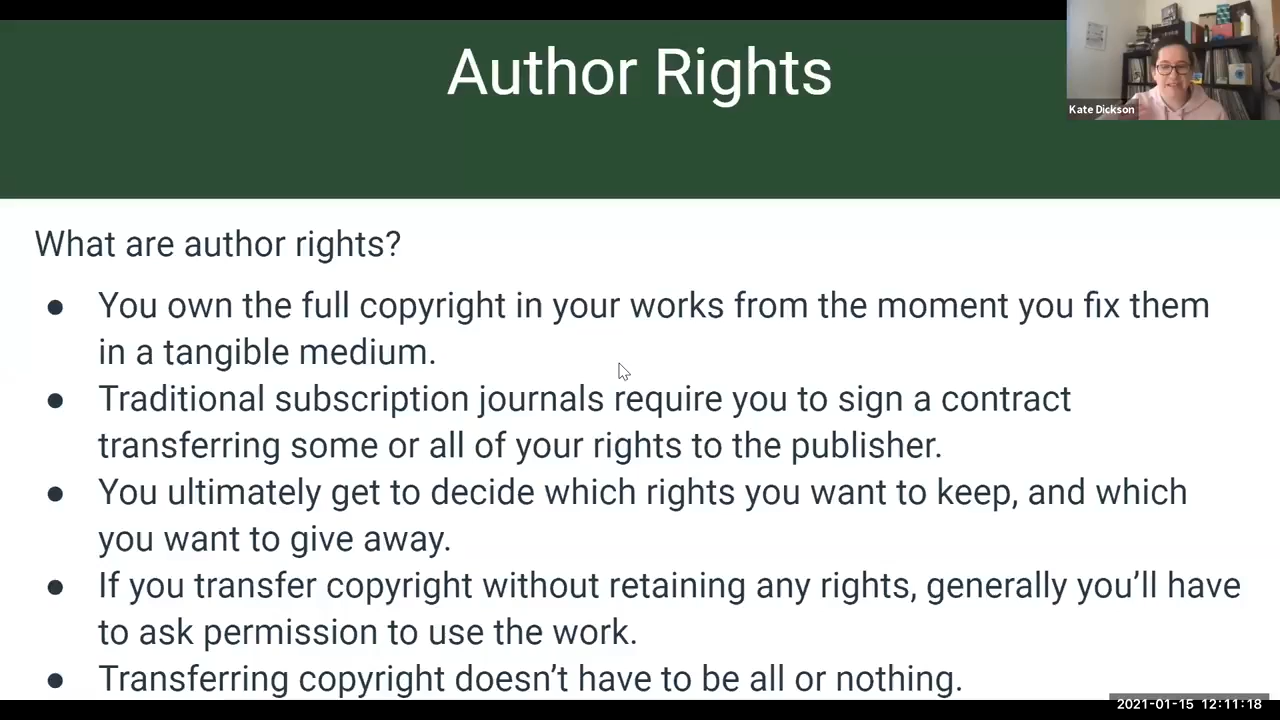 Author Rights
Kate Dickson
What are author rights?
● You own the full copyright in your works from the moment you fix them
in a tangible medium.
● Traditional subscription journals require you to sign a contract
transferring some or all of your rights to the publisher.
● You ultimately get to decide which rights you want to keep, and which
you want to give away.
● If you transfer copyright without retaining any rights, generally you’ll have
to ask permission to use the work.
● Transferring copyright doesn’t have to be all or nothing.
2021-01-15 12:11:18